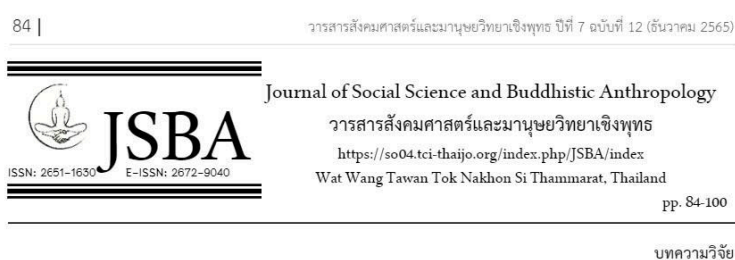 84 | วารสารสังคมศาสตร์และมานุษยวิทยาเชิงพุทธ ปีที่ 7 ฉบับที่ 12 (ธันวาคม 2565)
JSBA
ISSN: 2651-1630 E-ISSN: 2672-9040
Journal of Social Science and Buddhistic Anthropology
วารสารสังคมศาสตร์และมานุษยวิทยาเชิงพุทธ
https://so04.tci-thaijo.org/index.php/JSBA/index
Wat Wang Tawan Tok Nakhon Si Thammarat, Thailand
pp. 84-100
บทความวิจัย